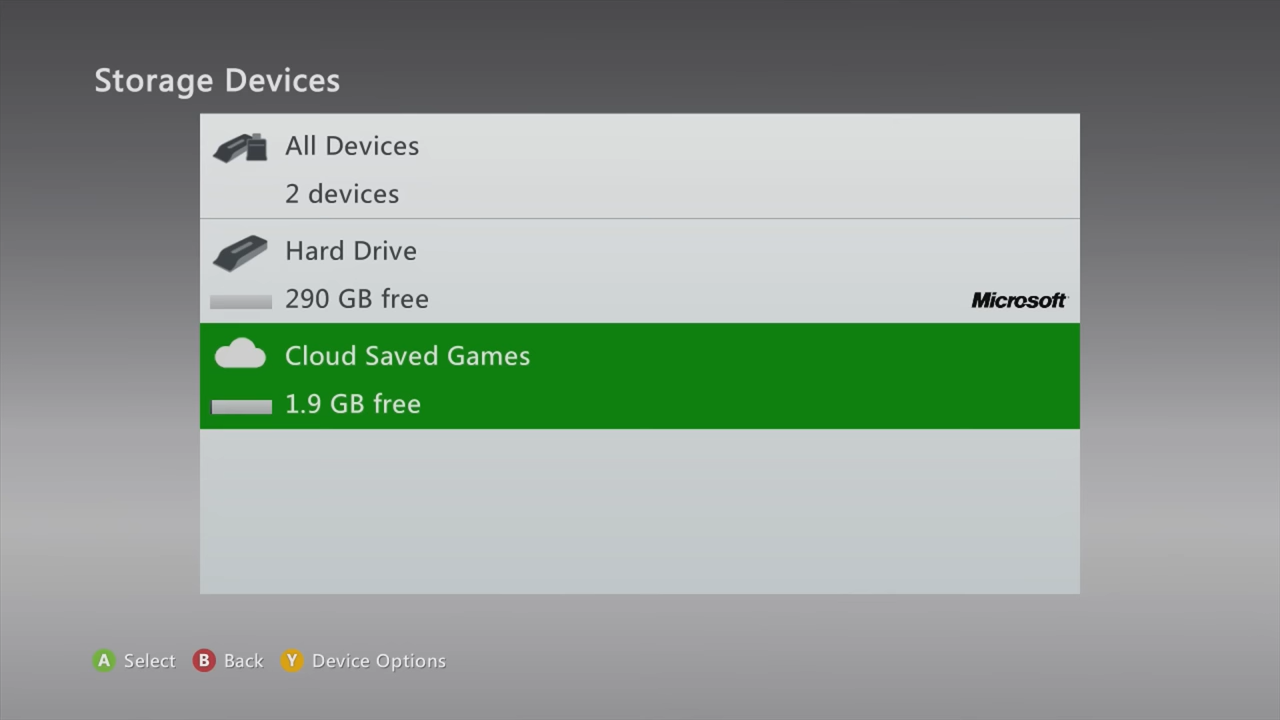 Storage Devices
All Devices
2 devices
Hard Drive
290 GB free
Microsoft
Cloud Saved Games
1.9 GB free
A Select B Back Y Device Options